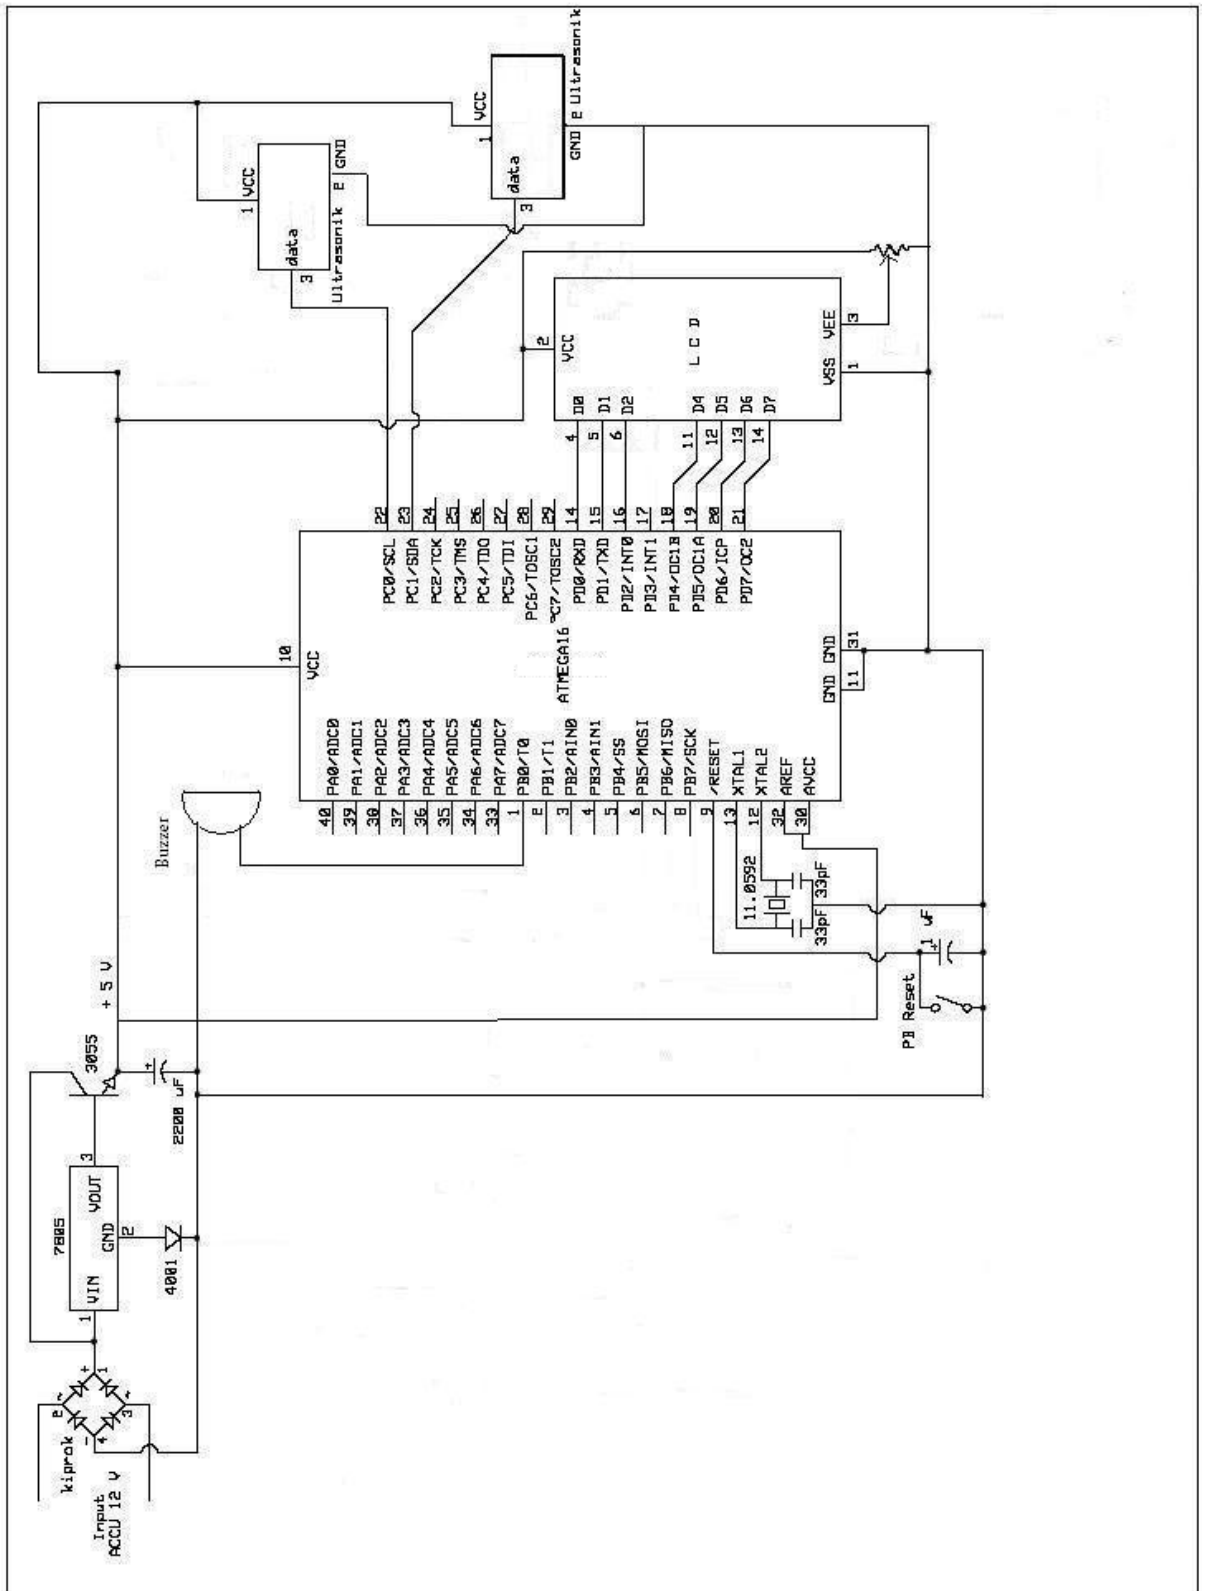 Input
ACCU 12 V
kiprok
2
~
+
1
-
4
3
~
7805
1
VIN
VOUT
3
GND
2
4001
3055
2200 uF
+
+ 5 V
Buzzer
PB Reset
+
1 uF
11.0592
33pF
33pF
ATMEGA16
40 PA0/ADC0
39 PA1/ADC1
38 PA2/ADC2
37 PA3/ADC3
36 PA4/ADC4
35 PA5/ADC5
34 PA6/ADC6
33 PA7/ADC7
1 PB0/T0
2 PB1/T1
3 PB2/AIN0
4 PB3/AIN1
5 PB4/SS
6 PB5/MOSI
7 PB6/MISO
8 PB7/SCK
9 /RESET
13 XTAL1
12 XTAL2
32 AREF
30 AVCC
10
VCC
GND 11
GND 31
PC0/SCL 22
PC1/SDA 23
PC2/TCK 24
PC3/TMS 25
PC4/TDO 26
PC5/TDI 27
PC6/TOSC1 28
PC7/TOSC2 29
PD0/RXD 14
PD1/TXD 15
PD2/INT0 16
PD3/INT1 17
PD4/OC1B 18
PD5/OC1A 19
PD6/ICP 20
PD7/OC2 21
LCD
4 D0
5 D1
6 D2
11 D4
12 D5
13 D6
14 D7
2
VCC
VSS
1
VEE
3
Ultrasonik
1 VCC
2 GND
data
3
Ultrasonik
1
VCC
GND 2
data
3